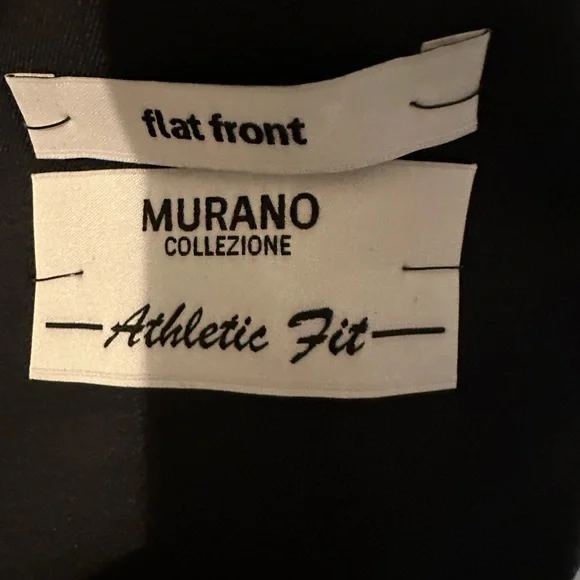 flat front
MURANO
COLLEZIONE
Athletic Fit